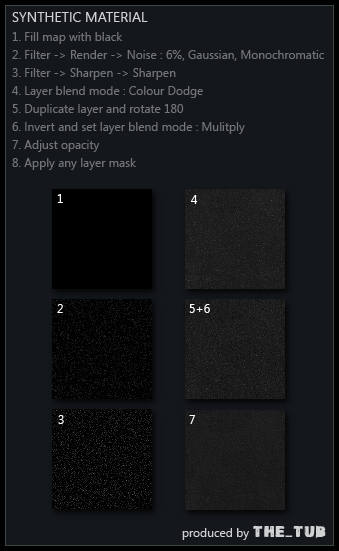 SYNTHETIC MATERIAL
1. Fill map with black
2. Filter -> Render -> Noise : 6%, Gaussian, Monochromatic
3. Filter -> Sharpen -> Sharpen
4. Layer blend mode : Colour Dodge
5. Duplicate layer and rotate 180
6. Invert and set layer blend mode : Mulitply
7. Adjust opacity
8. Apply any layer mask
1
4
2
5+6
3
7
produced by THE_TUB